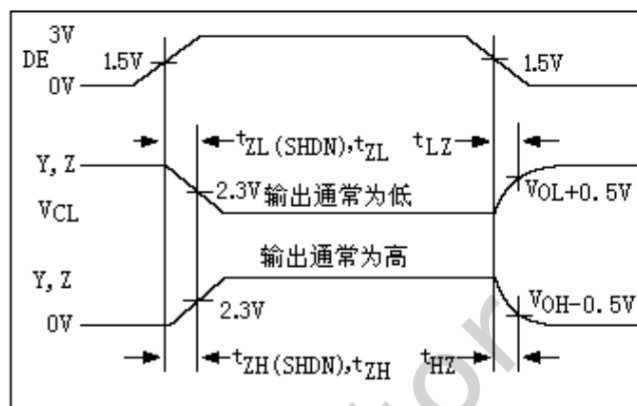 3V
DE
1.5V
1.5V
0V
tZL(SHDN),tZL
tLZ
Y,Z
2.3V
输出通常为低
VOL+0.5V
VCL
输出通常为高
Y,Z
2.3V
VOH-0.5V
0V
tZH(SHDN),tZH
tHZ